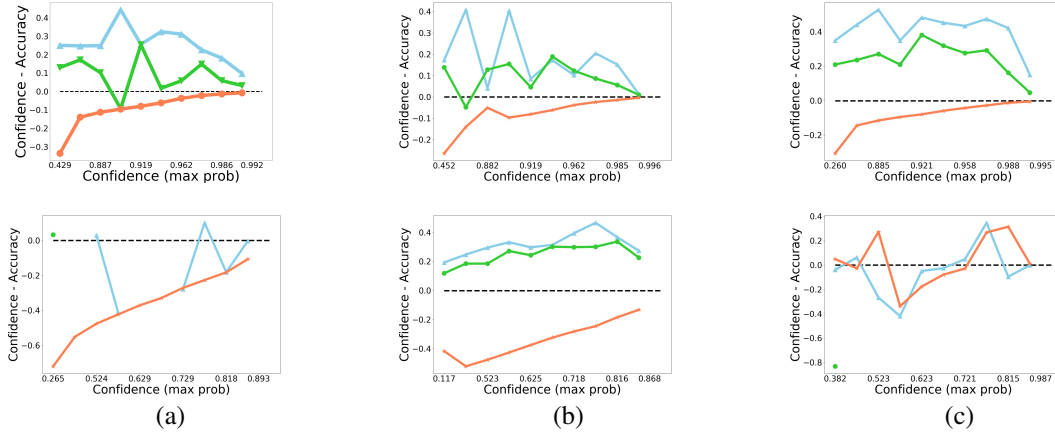 0.4
0.3
0.2
0.1
0.0
−0.1
−0.2
−0.3
Confidence - Accuracy
0.429 0.887 0.919 0.962 0.986 0.992
Confidence (max prob)
0.4
0.3
0.2
0.1
0.0
−0.1
−0.2
Confidence - Accuracy
0.452 0.882 0.919 0.962 0.985 0.996
Confidence (max prob)
0.4
0.2
0.0
−0.2
Confidence - Accuracy
0.260 0.885 0.921 0.958 0.988 0.995
Confidence (max prob)
0.0
−0.2
−0.4
−0.6
Confidence - Accuracy
0.265 0.524 0.629 0.729 0.818 0.893
Confidence (max prob)
(a)
0.4
0.2
0.0
−0.2
−0.4
Confidence - Accuracy
0.117 0.523 0.625 0.718 0.816 0.868
Confidence (max prob)
(b)
0.4
0.2
0.0
−0.2
−0.4
−0.6
−0.8
Confidence - Accuracy
0.382 0.523 0.623 0.721 0.815 0.987
Confidence (max prob)
(c)